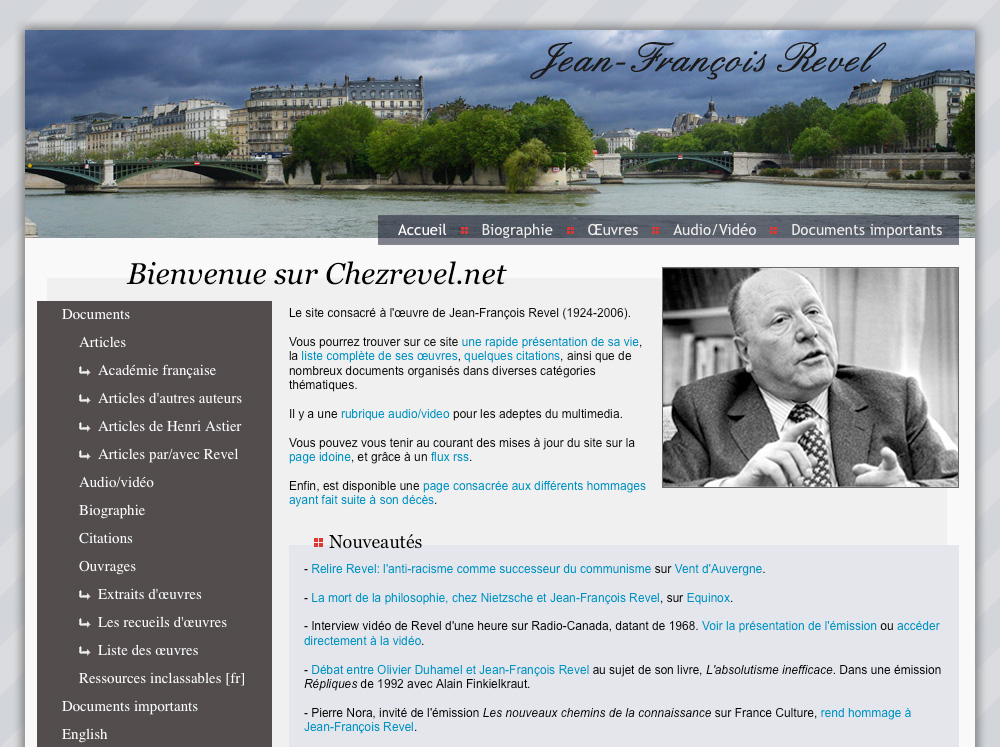 Jean-François Revel
Accueil Biographie Œuvres Audio/Vidéo Documents importants
Bienvenue sur Chezrevel.net
Documents
Articles
Académie française
Articles d'autres auteurs
Articles de Henri Astier
Articles par/avec Revel
Audio/vidéo
Biographie
Citations
Ouvrages
Extraits d'œuvres
Les recueils d'œuvres
Liste des œuvres
Ressources inclassables [fr]
Documents importants
English
Le site consacré à l'œuvre de Jean-François Revel (1924-2006).
Vous pourrez trouver sur ce site une rapide présentation de sa vie,
la liste complète de ses œuvres, quelques citations, ainsi que de
nombreux documents organisés dans diverses catégories
thématiques.
Il y a une rubrique audio/video pour les adeptes du multimedia.
Vous pouvez vous tenir au courant des mises à jour du site sur la
page idoine, et grâce à un flux rss.
Enfin, est disponible une page consacrée aux différents hommages
ayant fait suite à son décès.
Nouveautés
- Relire Revel: l'anti-racisme comme successeur du communisme sur Vent d'Auvergne.
- La mort de la philosophie, chez Nietzsche et Jean-François Revel, sur Equinox.
- Interview vidéo de Revel d'une heure sur Radio-Canada, datant de 1968. Voir la présentation de l'émission ou accéder
directement à la vidéo.
- Débat entre Olivier Duhamel et Jean-François Revel au sujet de son livre, L'absolutisme inefficace. Dans une émission
Répliques de 1992 avec Alain Finkielkraut.
- Pierre Nora, invité de l'émission Les nouveaux chemins de la connaissance sur France Culture, rend hommage à
Jean-François Revel.